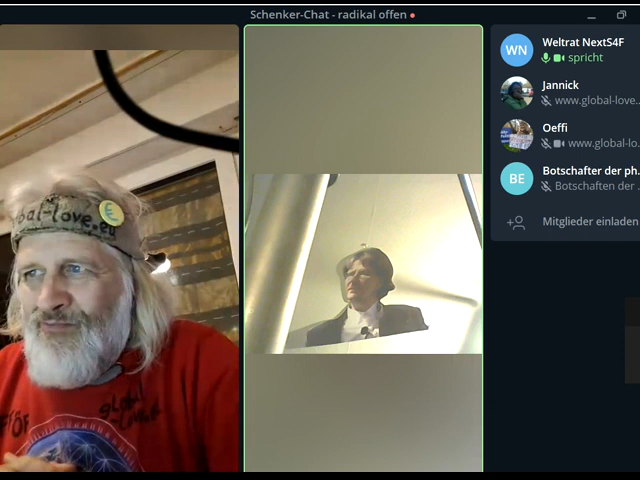 Schenker-Chat - radikal offen
WN
Weltrat NextS4F
spricht
Jannick
www.global-love...
Oeffi
www.global-lo...
BE
Botschafter der ph...
Botschaften der ...
Mitglieder einladen
bal-love.eu
€
global